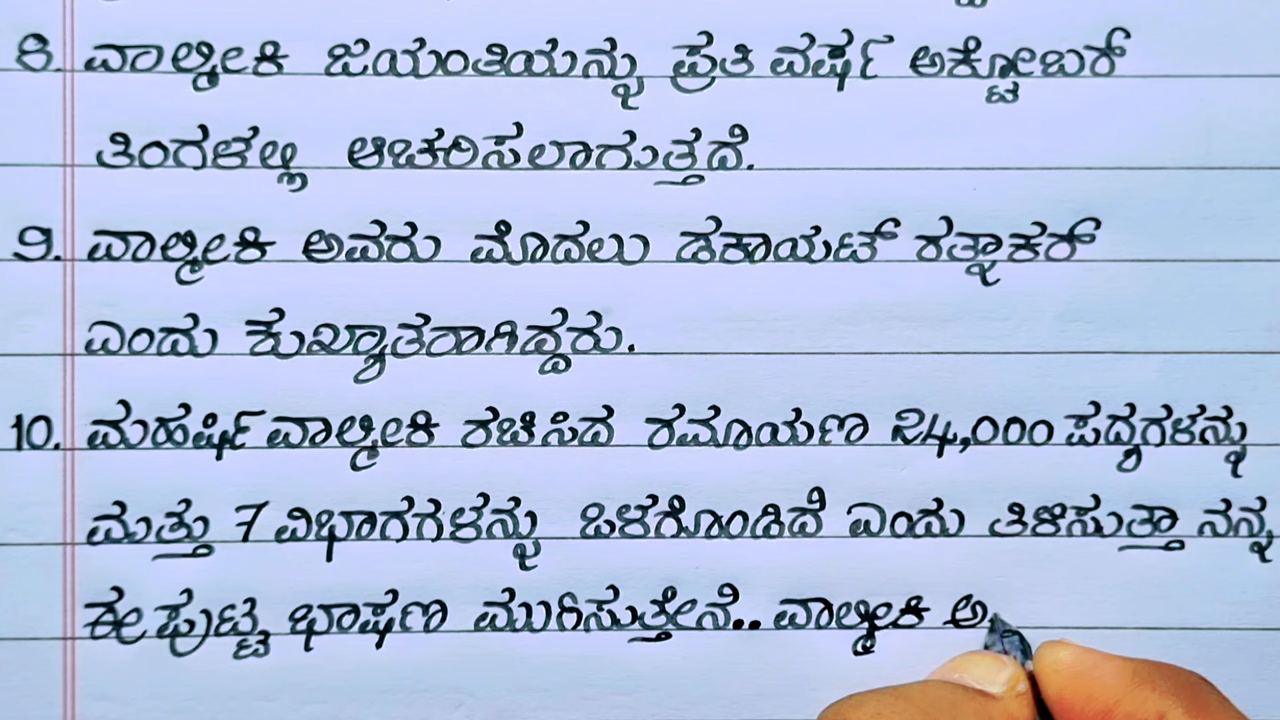 8. ವಾಲ್ಮೀಕಿ ಜಯಂತಿಯನ್ನು ಪ್ರತಿ ವರ್ಷ ಅಕ್ಟೋಬರ್
ತಿಂಗಳಲ್ಲಿ ಆಚರಿಸಲಾಗುತ್ತದೆ.
9. ವಾಲ್ಮೀಕಿ ಅವರು ಮೊದಲು ಡಕಾಯಟ್ ರತ್ನಾಕರ್
ಎಂದು ಕುಖ್ಯಾತರಾಗಿದ್ದರು.
10. ಮಹರ್ಷಿ ವಾಲ್ಮೀಕಿ ರಚಿಸಿದ ರಮಾಯಣ 24,000 ಪದ್ಯಗಳನ್ನು
ಮತ್ತು 7 ವಿಭಾಗಗಳನ್ನು ಒಳಗೊಂಡಿದೆ ಎಂದು ತಿಳಿಸುತ್ತಾ ನನ್ನ
ಈ ಪುಟ್ಟ ಭಾಷಣ ಮುಗಿಸುತ್ತೇನೆ.. ವಾಲ್ಮೀಕಿ ಅ